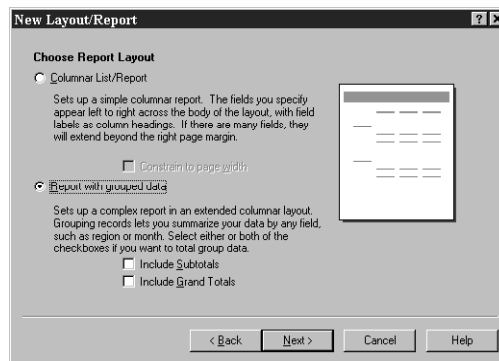 New Layout/Report
Choose Report Layout
Columnar List/Report
Sets up a simple columnar report. The fields you specify
appear left to right across the body of the layout, with field
labels as column headings. If there are many fields, they
will extend beyond the right page margin.
Constrain to page width
Report with grouped data
Sets up a complex report in an extended columnar layout.
Grouping records lets you summarize your data by any field,
such as region or month. Select either or both of the
checkboxes if you want to total group data.
Include Subtotals
Include Grand Totals
< Back Next > Cancel Help